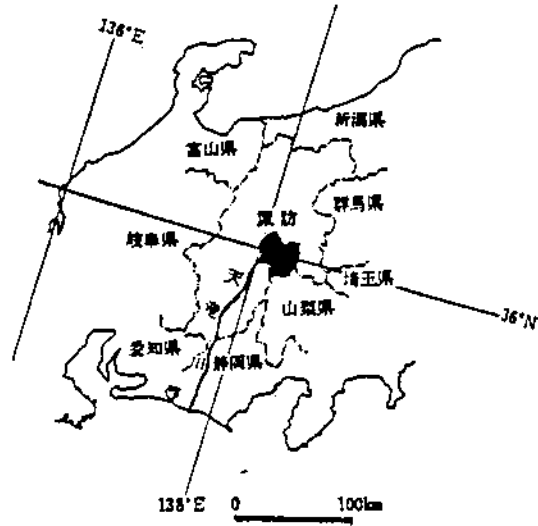 136°E
新潟県
富山県
群馬県
諏訪
岐阜県
埼玉県
天
竜
山梨県
36°N
愛知県
静岡県
川
138°E
0
100km